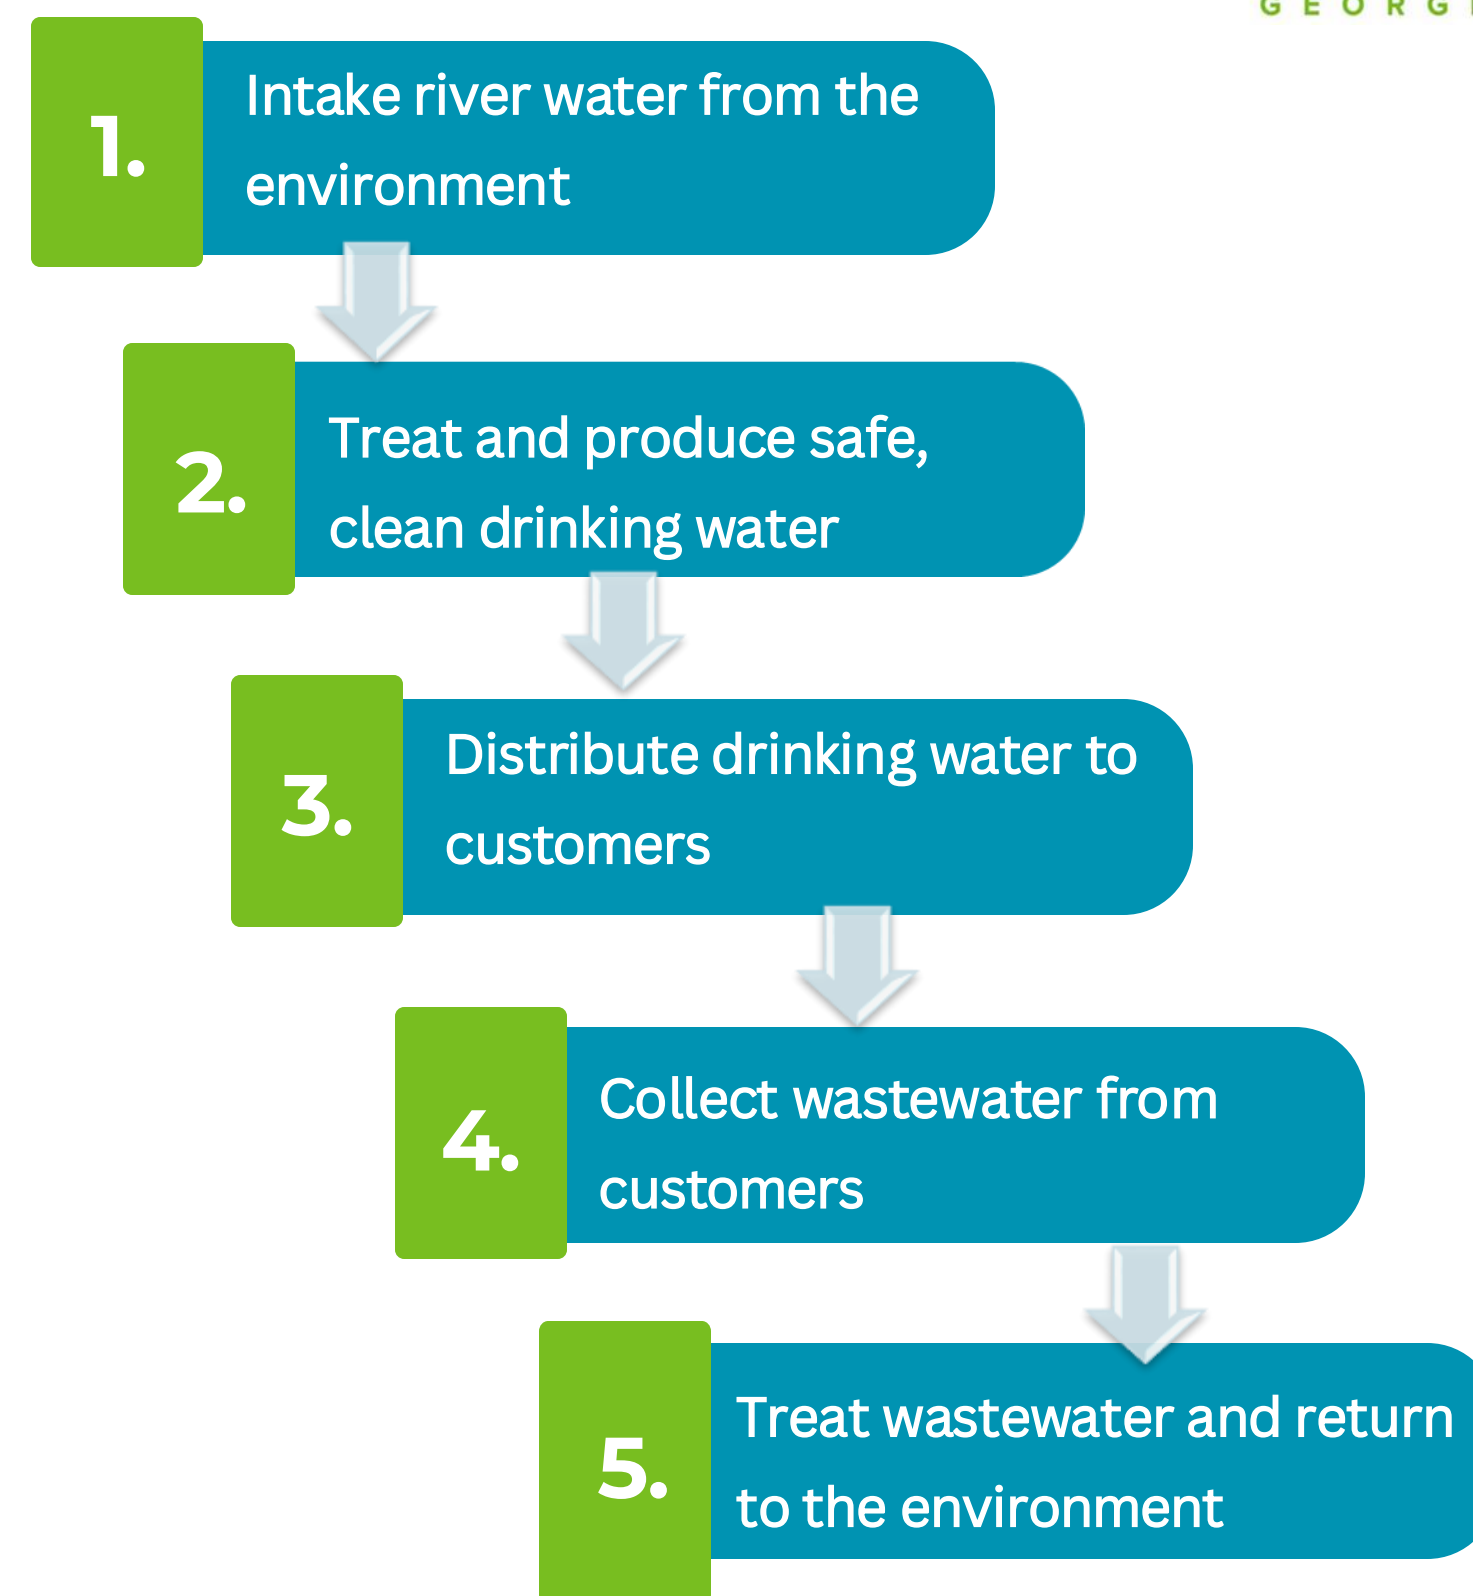 G E O R G
1.
Intake river water from the
environment
2.
Treat and produce safe,
clean drinking water
3.
Distribute drinking water to
customers
4.
Collect wastewater from
customers
5.
Treat wastewater and return
to the environment